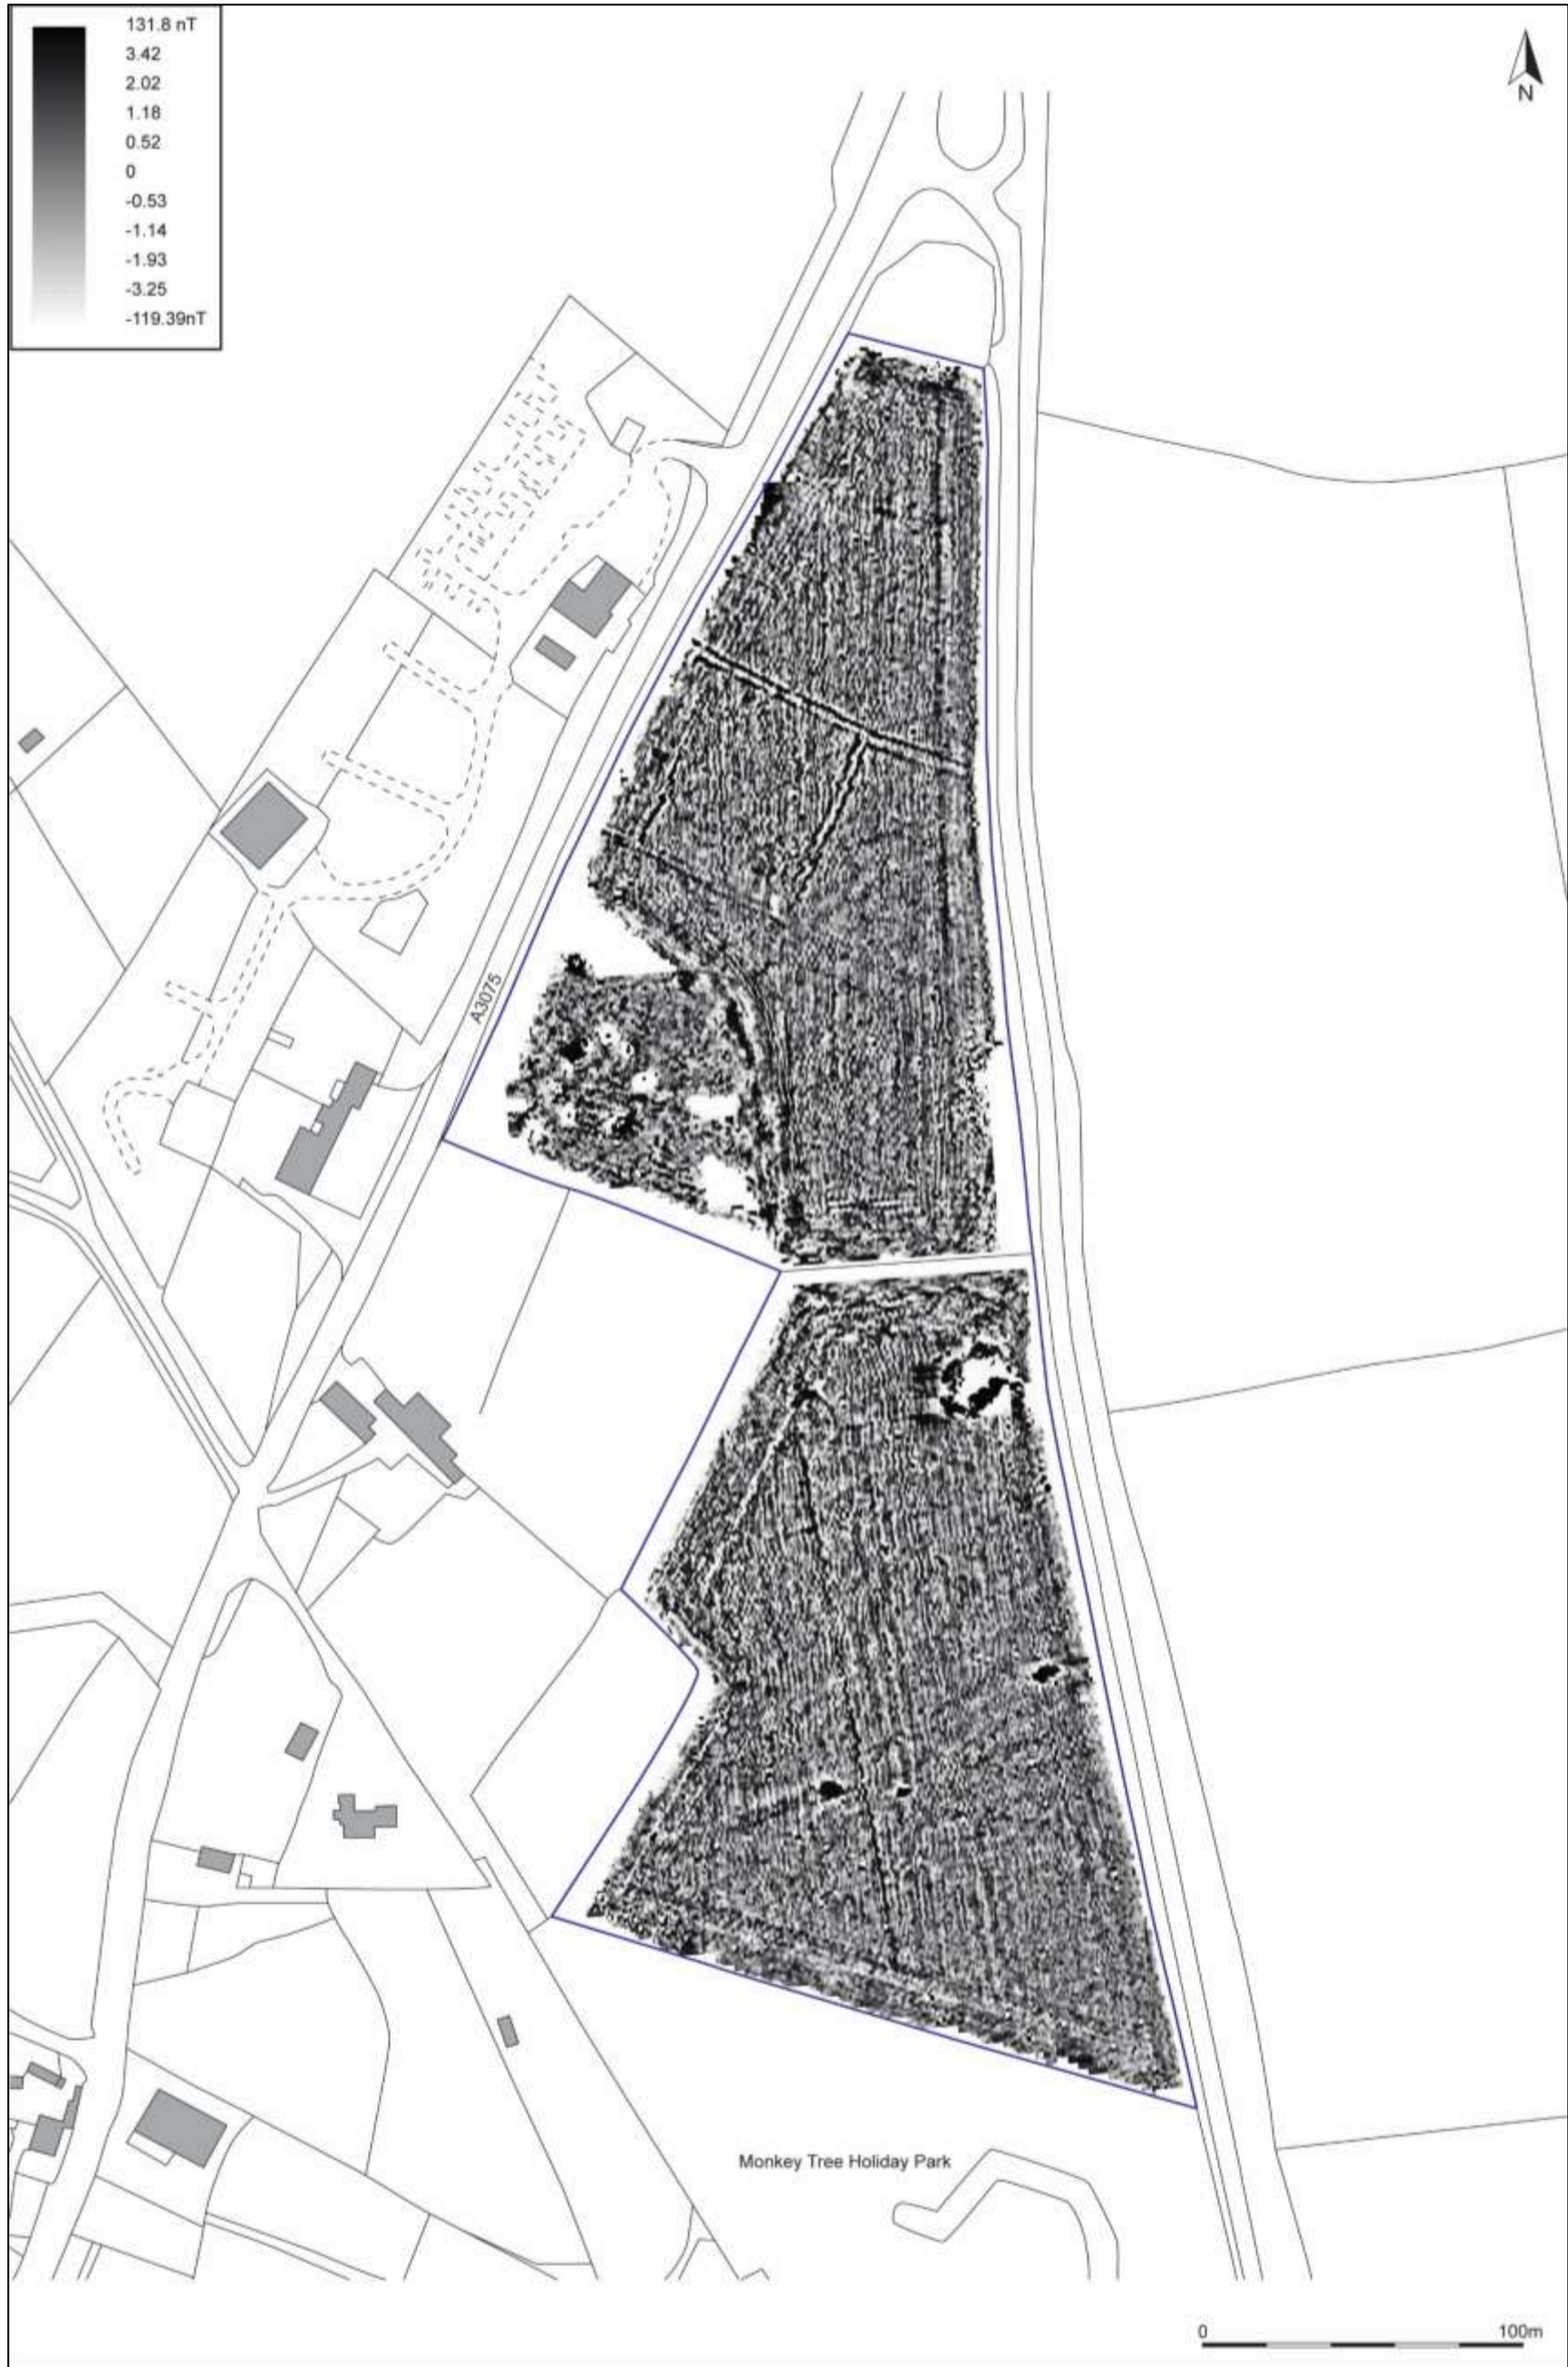 131.8 nT
3.42
2.02
1.18
0.52
0
-0.53
-1.14
-1.93
-3.25
-119.39nT
N
A3075
Monkey Tree Holiday Park
0 100m